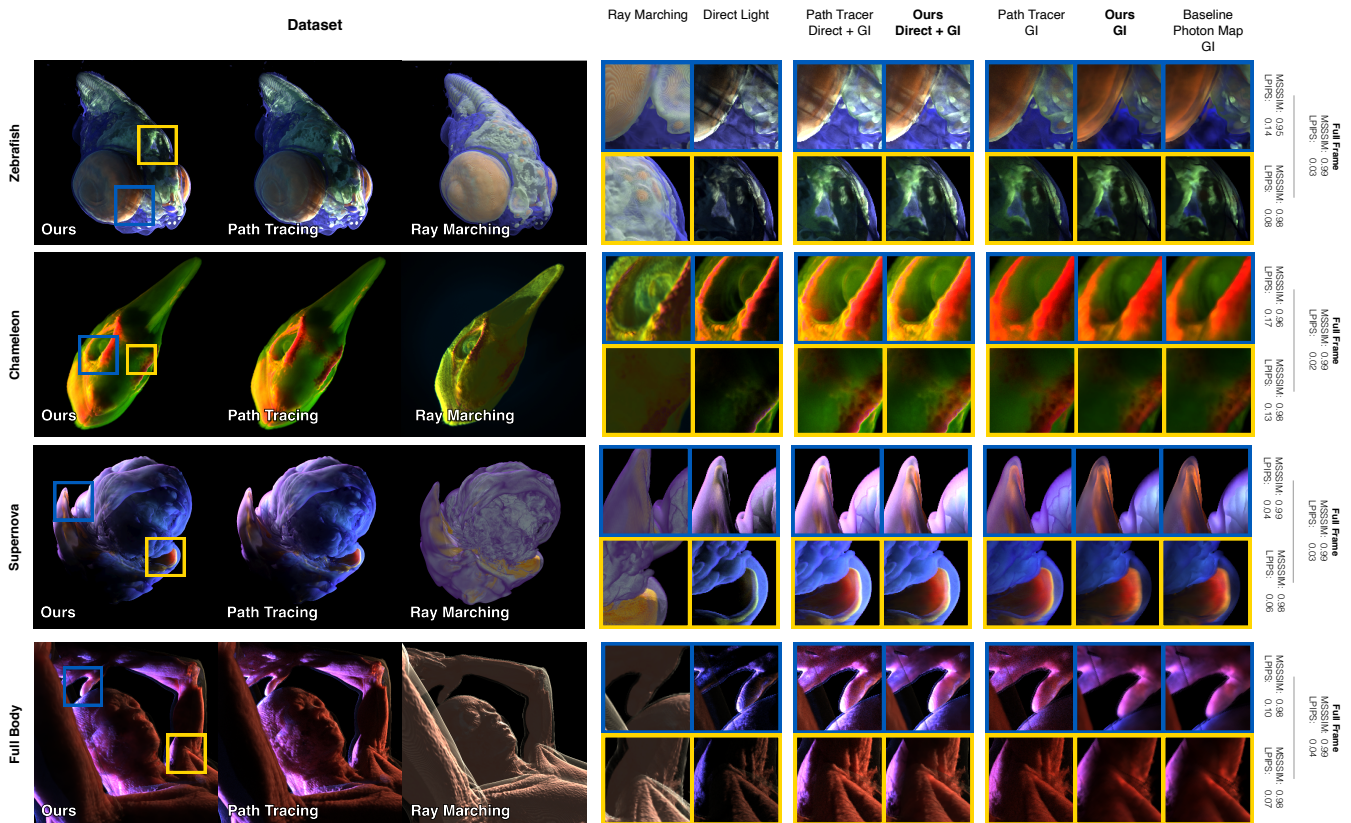 Dataset
Ray Marching
Direct Light
Path Tracer
Direct + GI
Ours
Direct + GI
Path Tracer
GI
Ours
GI
Baseline
Photon Map
GI
Zebrafish
Ours
Path Tracing
Ray Marching
MSSSIM: 0.95
LPIPS: 0.14
MSSSIM: 0.98
LPIPS: 0.08
Full Frame
MSSSIM: 0.99
LPIPS: 0.03
Chameleon
Ours
Path Tracing
Ray Marching
MSSSIM: 0.96
LPIPS: 0.17
MSSSIM: 0.98
LPIPS: 0.13
Full Frame
MSSSIM: 0.99
LPIPS: 0.02
Supernova
Ours
Path Tracing
Ray Marching
MSSSIM: 0.99
LPIPS: 0.04
MSSSIM: 0.98
LPIPS: 0.06
Full Frame
MSSSIM: 0.99
LPIPS: 0.03
Full Body
Ours
Path Tracing
Ray Marching
MSSSIM: 0.98
LPIPS: 0.10
MSSSIM: 0.98
LPIPS: 0.07
Full Frame
MSSSIM: 0.99
LPIPS: 0.04